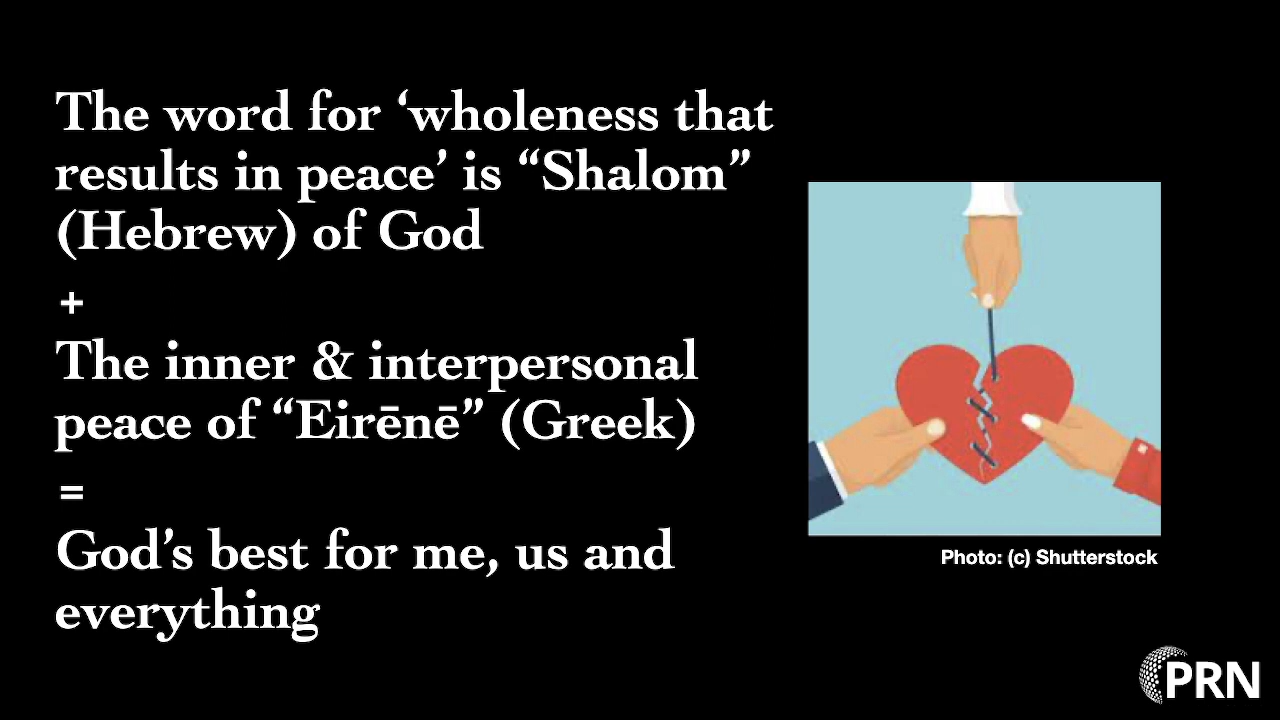 The word for ‘wholeness that
results in peace’ is “Shalom”
(Hebrew) of God
+
The inner & interpersonal
peace of “Eirēnē” (Greek)
=
God’s best for me, us and
everything
Photo: (c) Shutterstock
PRN